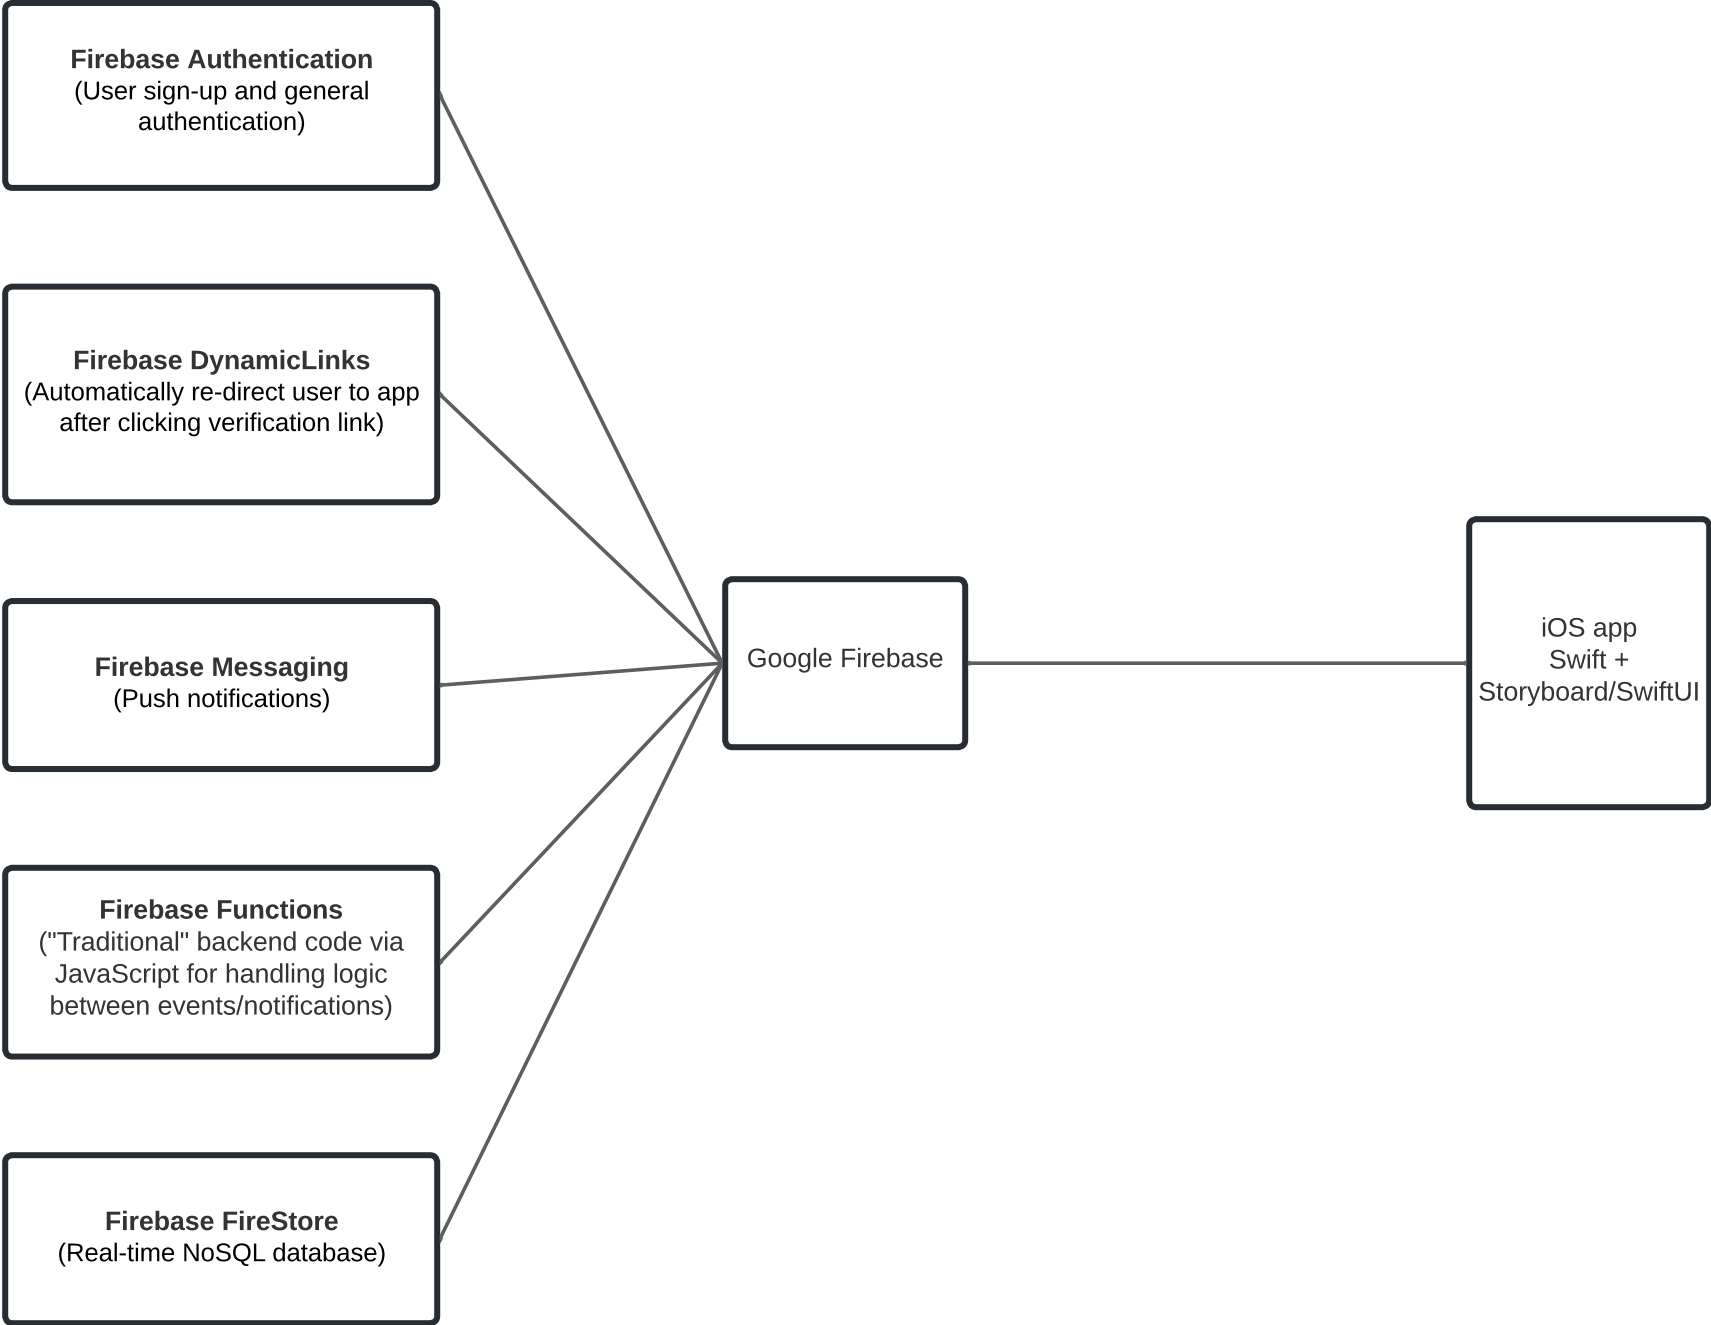 Firebase Authentication
(User sign-up and general
authentication)
Firebase DynamicLinks
(Automatically re-direct user to app
after clicking verification link)
Firebase Messaging
(Push notifications)
Firebase Functions
("Traditional" backend code via
JavaScript for handling logic
between events/notifications)
Firebase FireStore
(Real-time NoSQL database)
Google Firebase
iOS app
Swift +
Storyboard/SwiftUI